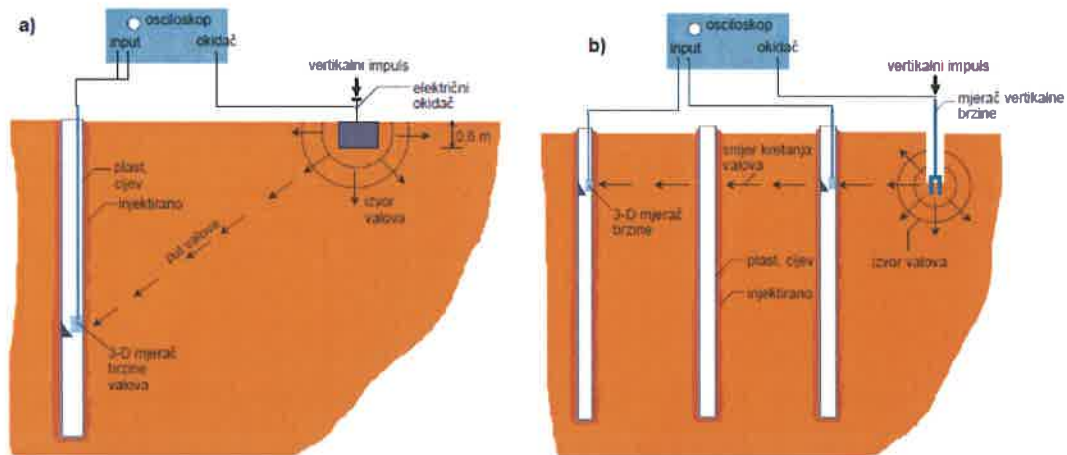 a)
osciloskop
input
okidač
vertikalni impuls
električni
okidač
0,6 m
plast.
cijev
injektirano
izvor
valova
put valova
3-D mjerač
brzine
valova
b)
osciloskop
input
okidač
vertikalni impuls
mjerač vertikalne
brzine
smjer kretanja
valova
3-D mjerač
brzine
izvor valova
plast. cijev
injektirano